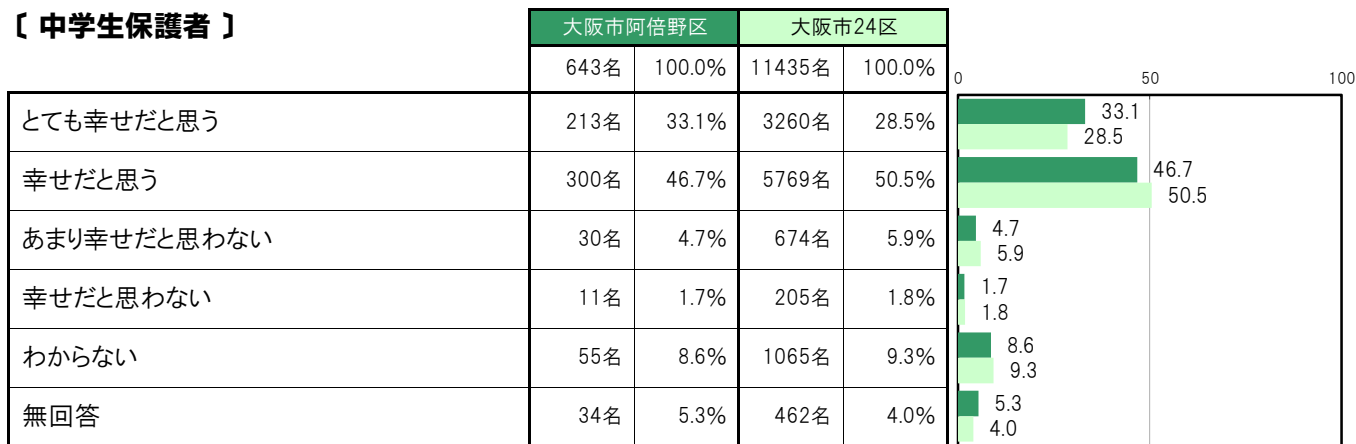 〔 中学生保護者 〕
大阪市阿倍野区 大阪市24区
643名 100.0% 11435名 100.0%
0 50 100
とても幸せだと思う 213名 33.1% 3260名 28.5% 33.1
28.5
幸せだと思う 300名 46.7% 5769名 50.5% 46.7
50.5
あまり幸せだと思わない 30名 4.7% 674名 5.9% 4.7
5.9
幸せだと思わない 11名 1.7% 205名 1.8% 1.7
1.8
わからない 55名 8.6% 1065名 9.3% 8.6
9.3
無回答 34名 5.3% 462名 4.0% 5.3
4.0